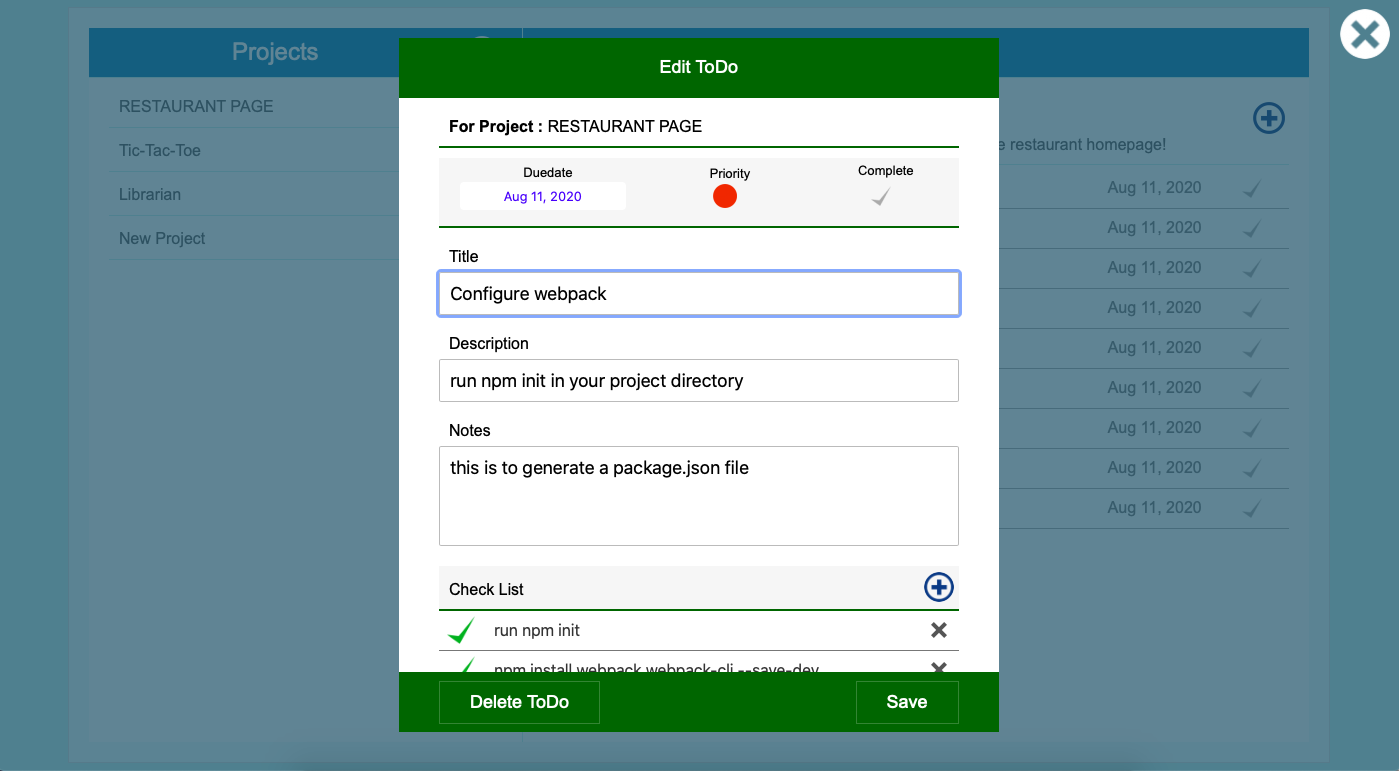 Projects
RESTAURANT PAGE
Tic-Tac-Toe
Librarian
New Project
Edit ToDo
For Project : RESTAURANT PAGE
Duedate
Priority
Complete
Aug 11, 2020
Title
Configure webpack
Description
run npm init in your project directory
Notes
this is to generate a package.json file
Check List
run npm init
npm install webpack webpack-cli --save-dev
Delete ToDo
Save
restaurant homepage!
Aug 11, 2020
Aug 11, 2020
Aug 11, 2020
Aug 11, 2020
Aug 11, 2020
Aug 11, 2020
Aug 11, 2020
Aug 11, 2020
Aug 11, 2020